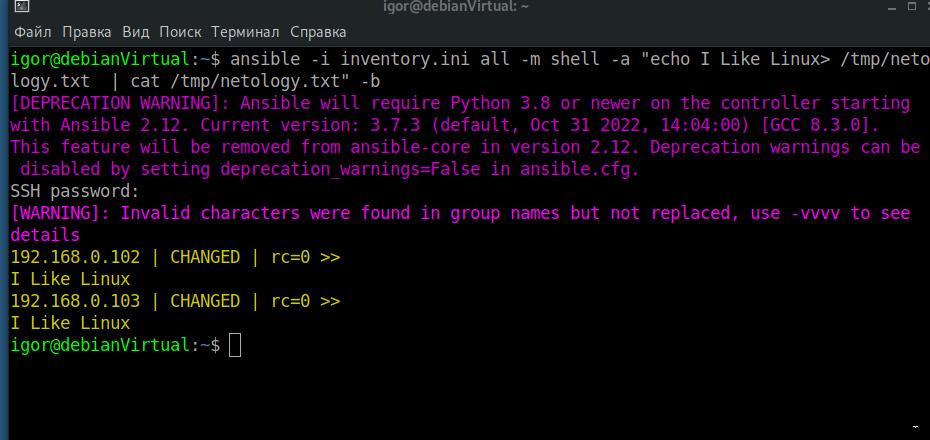 igor@debianVirtual: ~
Файл Правка Вид Поиск Терминал Справка
igor@debianVirtual:~$ ansible -i inventory.ini all -m shell -a "echo I Like Linux> /tmp/neto
logy.txt  | cat /tmp/netology.txt" -b
[DEPRECATION WARNING]: Ansible will require Python 3.8 or newer on the controller starting
with Ansible 2.12. Current version: 3.7.3 (default, Oct 31 2022, 14:04:00) [GCC 8.3.0].
This feature will be removed from ansible-core in version 2.12. Deprecation warnings can be
 disabled by setting deprecation_warnings=False in ansible.cfg.
SSH password:
[WARNING]: Invalid characters were found in group names but not replaced, use -vvvv to see
details
192.168.0.102 | CHANGED | rc=0 >>
I Like Linux
192.168.0.103 | CHANGED | rc=0 >>
I Like Linux
igor@debianVirtual:~$